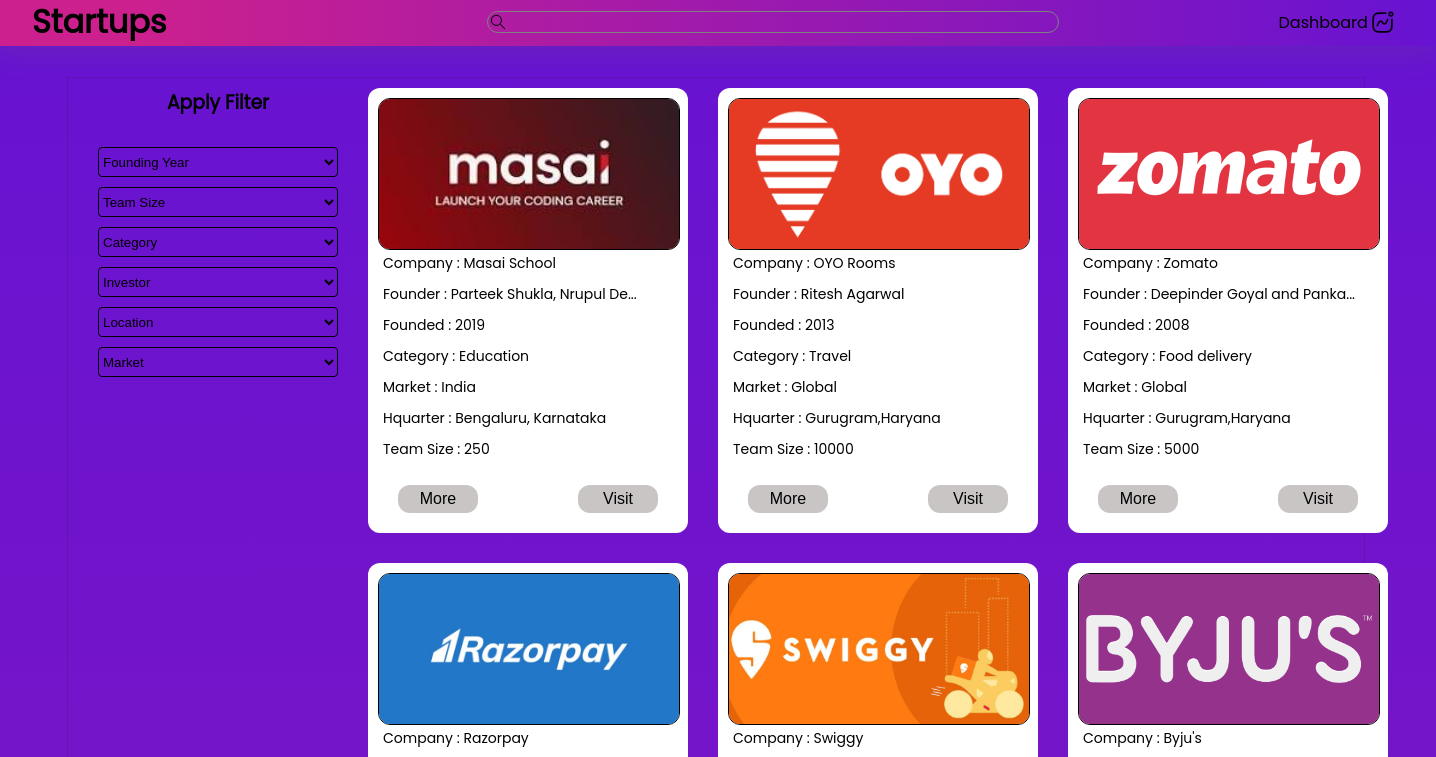 Startups
Dashboard
Apply Filter
Founding Year
Team Size
Category
Investor
Location
Market
masai
LAUNCH YOUR CODING CAREER
Company : Masai School
Founder : Parteek Shukla, Nrupul De...
Founded : 2019
Category : Education
Market : India
Hquarter : Bengaluru, Karnataka
Team Size : 250
More
Visit
OYO
Company : OYO Rooms
Founder : Ritesh Agarwal
Founded : 2013
Category : Travel
Market : Global
Hquarter : Gurugram,Haryana
Team Size : 10000
More
Visit
zomato
Company : Zomato
Founder : Deepinder Goyal and Panka...
Founded : 2008
Category : Food delivery
Market : Global
Hquarter : Gurugram,Haryana
Team Size : 5000
More
Visit
Razorpay
Company : Razorpay
SWIGGY
Company : Swiggy
BYJU'S TM
Company : Byju's